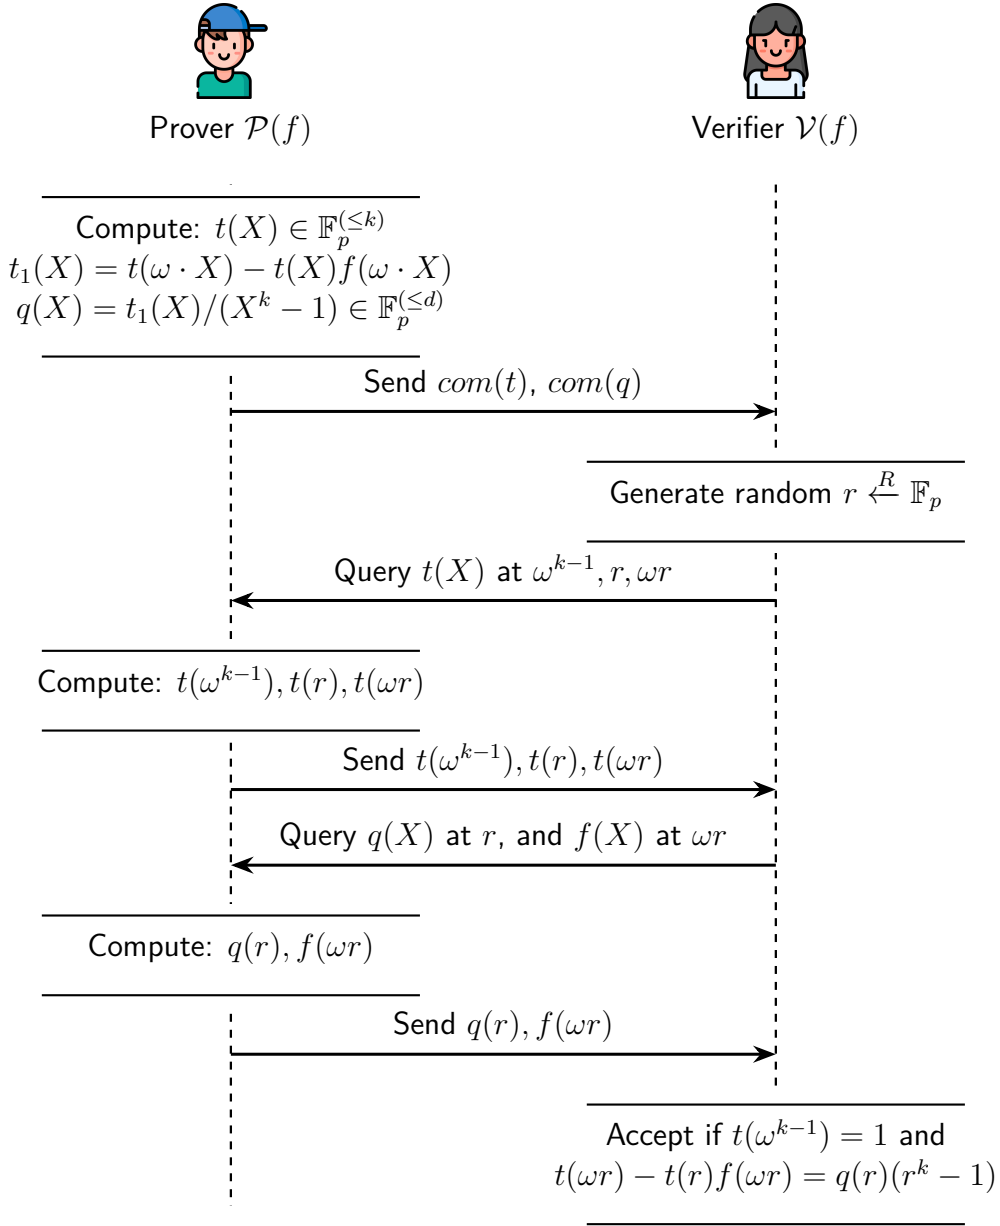 Prover 𝒫(f)
Verifier 𝒱(f)
Compute: t(X) ∈ 𝔽_p^{(≤k)}
t_1(X) = t(ω · X) − t(X)f(ω · X)
q(X) = t_1(X)/(X^k − 1) ∈ 𝔽_p^{(≤d)}
Send com(t), com(q)
Generate random r ←^R 𝔽_p
Query t(X) at ω^{k−1}, r, ωr
Compute: t(ω^{k−1}), t(r), t(ωr)
Send t(ω^{k−1}), t(r), t(ωr)
Query q(X) at r, and f(X) at ωr
Compute: q(r), f(ωr)
Send q(r), f(ωr)
Accept if t(ω^{k−1}) = 1 and
t(ωr) − t(r)f(ωr) = q(r)(r^k − 1)